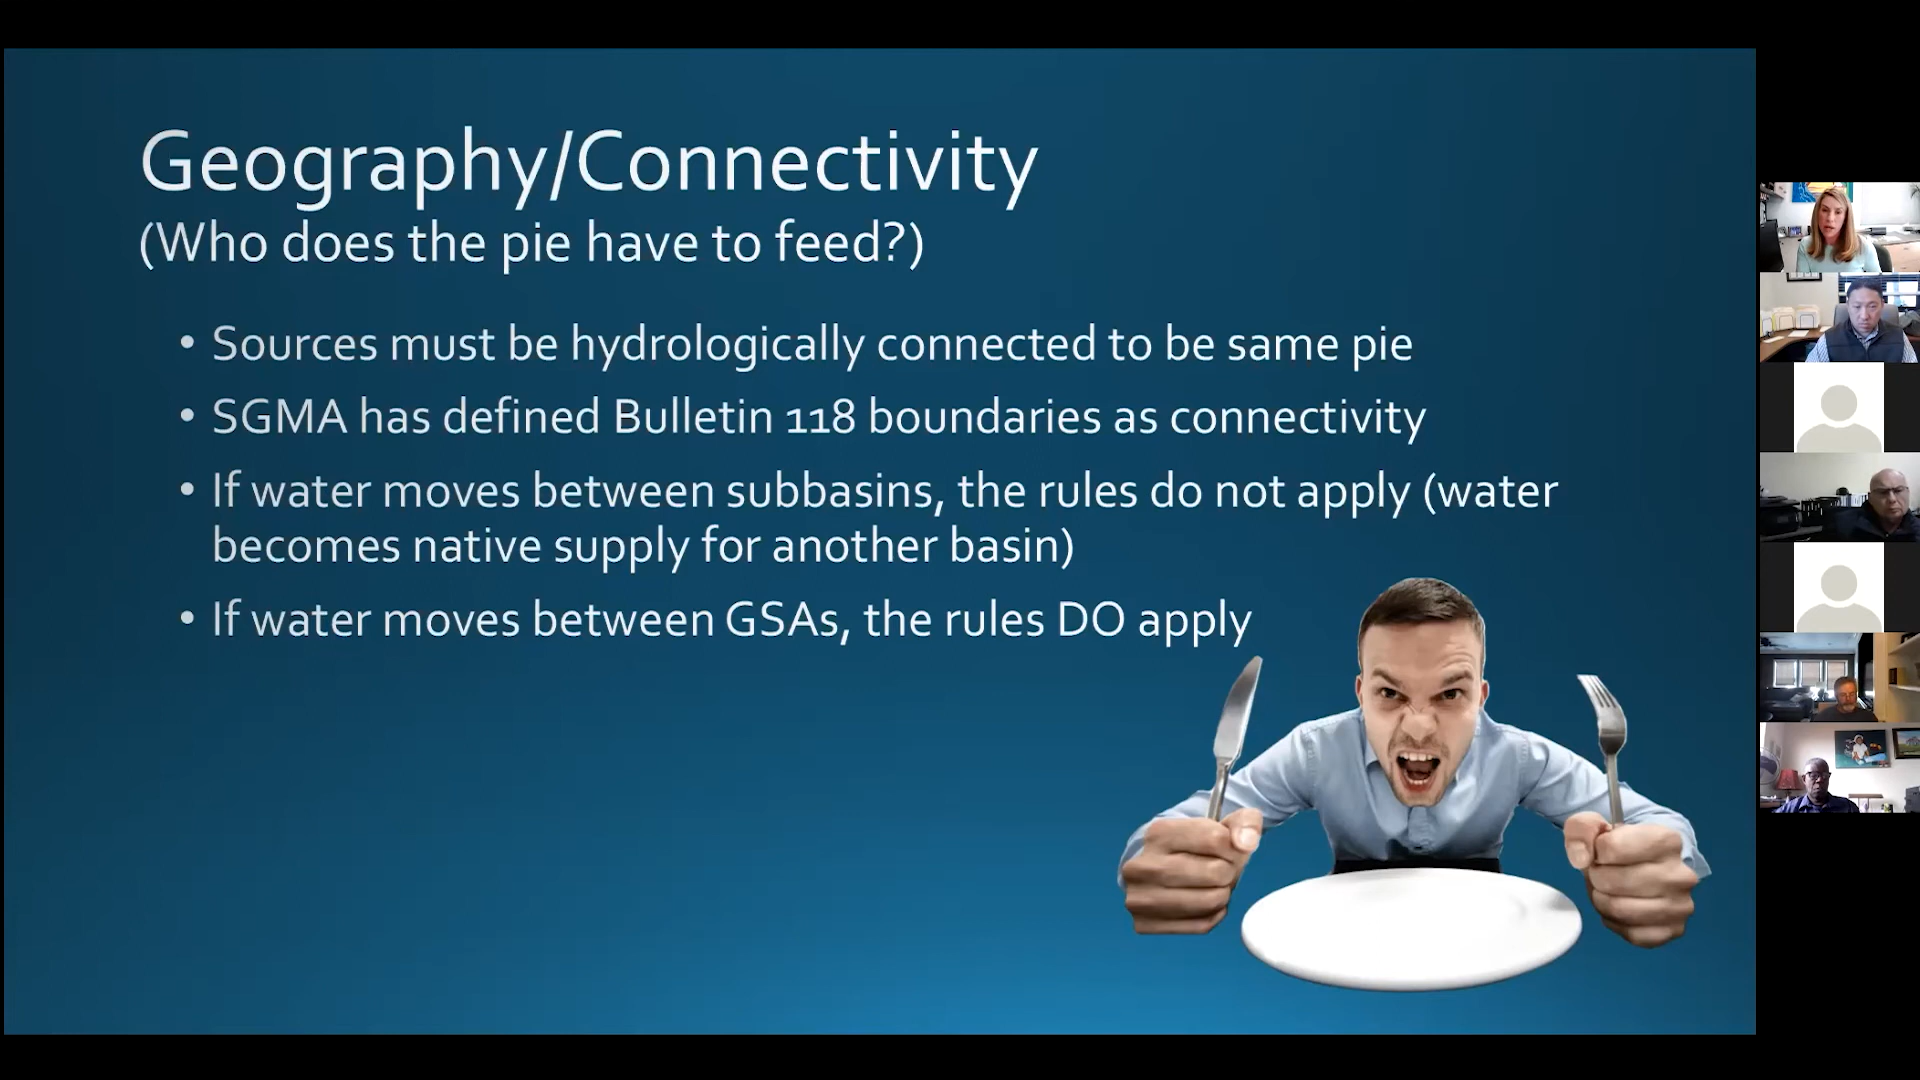 Geography/Connectivity
(Who does the pie have to feed?)
• Sources must be hydrologically connected to be same pie
• SGMA has defined Bulletin 118 boundaries as connectivity
• If water moves between subbasins, the rules do not apply (water
becomes native supply for another basin)
• If water moves between GSAs, the rules DO apply